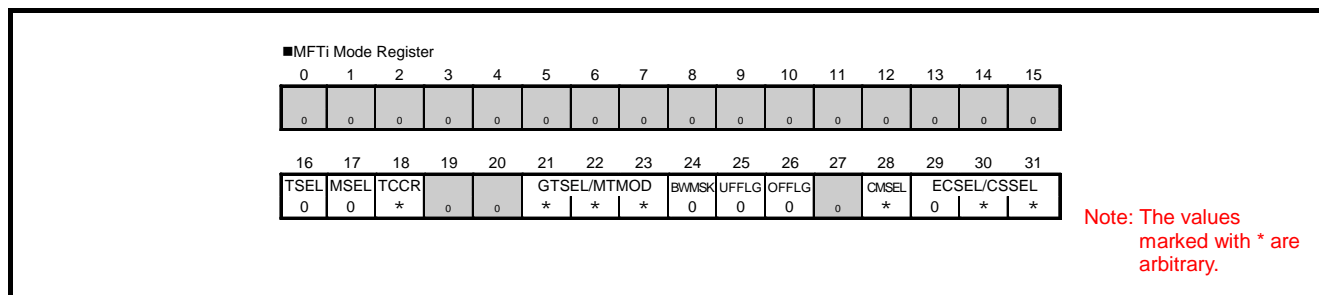 ■MFTi Mode Register
0 1 2 3 4 5 6 7 8 9 10 11 12 13 14 15
0 0 0 0 0 0 0 0 0 0 0 0 0 0 0 0
16 17 18 19 20 21 22 23 24 25 26 27 28 29 30 31
TSEL MSEL TCCR GTSEL/MTMOD BWMSK UFFLG OFFLG CMSEL ECSEL/CSSEL
0 0 * 0 0 * * * 0 0 0 0 * 0 * *
Note: The values
marked with * are
arbitrary.